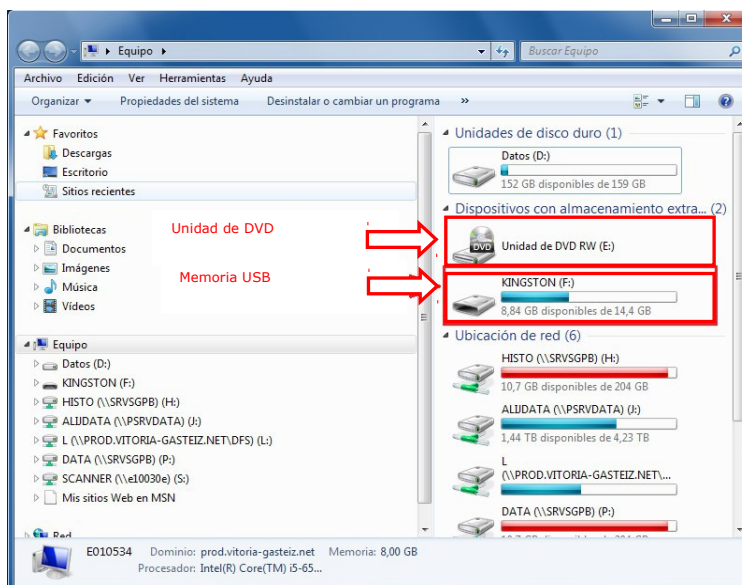 Equipo
Buscar Equipo
Archivo Edición Ver Herramientas Ayuda
Organizar Propiedades del sistema Desinstalar o cambiar un programa »
Favoritos
Descargas
Escritorio
Sitios recientes
Bibliotecas
Documentos
Imágenes
Música
Vídeos
Unidad de DVD
Memoria USB
Equipo
Datos (D:)
KINGSTON (F:)
HISTO (\\SRVSGPB) (H:)
ALIJDATA (\\PSRVDATA) (J:)
L (\\PROD.VITORIA-GASTEIZ.NET\DFS) (L:)
DATA (\\SRVSGPB) (P:)
SCANNER (\\e10030e) (S:)
Mis sitios Web en MSN
Red
Unidades de disco duro (1)
Datos (D:)
152 GB disponibles de 159 GB
Dispositivos con almacenamiento extra... (2)
DVD
Unidad de DVD RW (E:)
KINGSTON (F:)
8,84 GB disponibles de 14,4 GB
Ubicación de red (6)
HISTO (\\SRVSGPB) (H:)
10,7 GB disponibles de 204 GB
ALIJDATA (\\PSRVDATA) (J:)
1,44 TB disponibles de 4,23 TB
L
(\\PROD.VITORIA-GASTEIZ.NET\...
DATA (\\SRVSGPB) (P:)
E010534 Dominio: prod.vitoria-gasteiz.net Memoria: 8,00 GB
Procesador: Intel(R) Core(TM) i5-65...